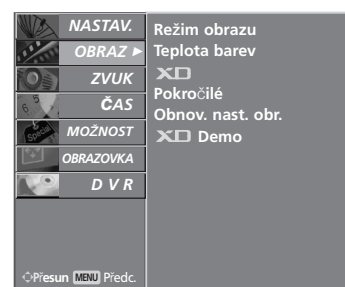 NASTAV.
OBRAZ ►
ZVUK
ČAS
Special
MOŽNOST
OBRAZOVKA
D V R
Režim obrazu
Teplota barev
XD
Pokročilé
Obnov. nast. obr.
XD Demo
Přesun MENU Předc.